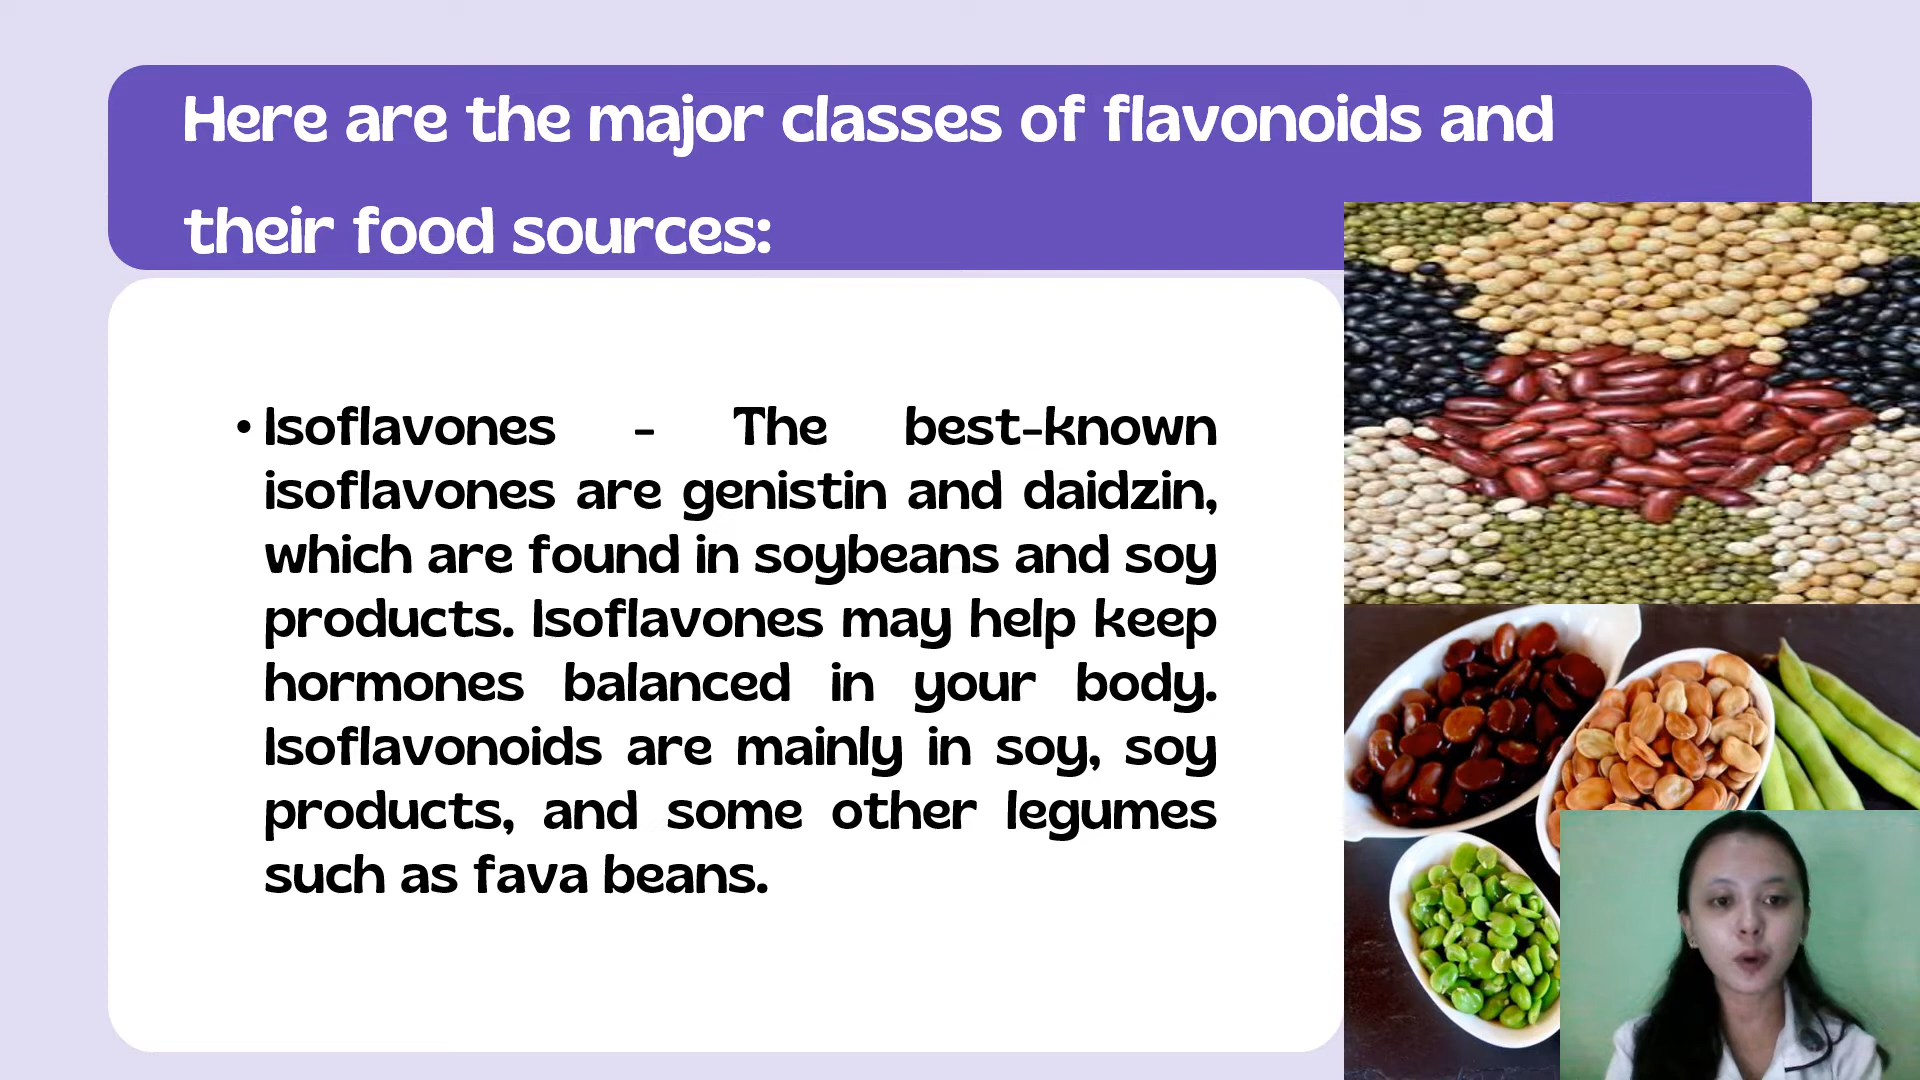 Here are the major classes of flavonoids and
their food sources:
• Isoflavones - The best-known
isoflavones are genistin and daidzin,
which are found in soybeans and soy
products. Isoflavones may help keep
hormones balanced in your body.
Isoflavonoids are mainly in soy, soy
products, and some other legumes
such as fava beans.